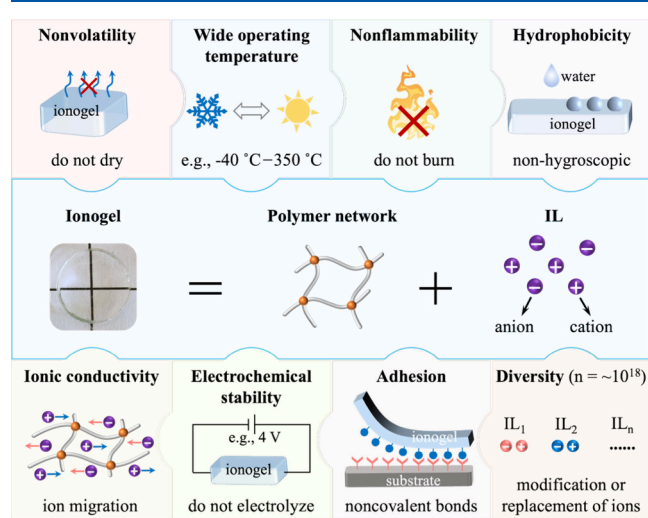 Nonvolatility
ionogel
do not dry
Wide operating
temperature
e.g., -40 ˚C−350 ˚C
Nonflammability
do not burn
Hydrophobicity
water
ionogel
non-hygroscopic
Ionogel
=
Polymer network
+
IL
− − + + − +
anion
cation
Ionic conductivity
+ − + − + − + −
ion migration
Electrochemical
stability
e.g., 4 V
ionogel
do not electrolyze
Adhesion
ionogel
substrate
noncovalent bonds
Diversity (n = ~10¹⁸)
IL₁ IL₂ ILₙ
− + − + ......
modification or
replacement of ions